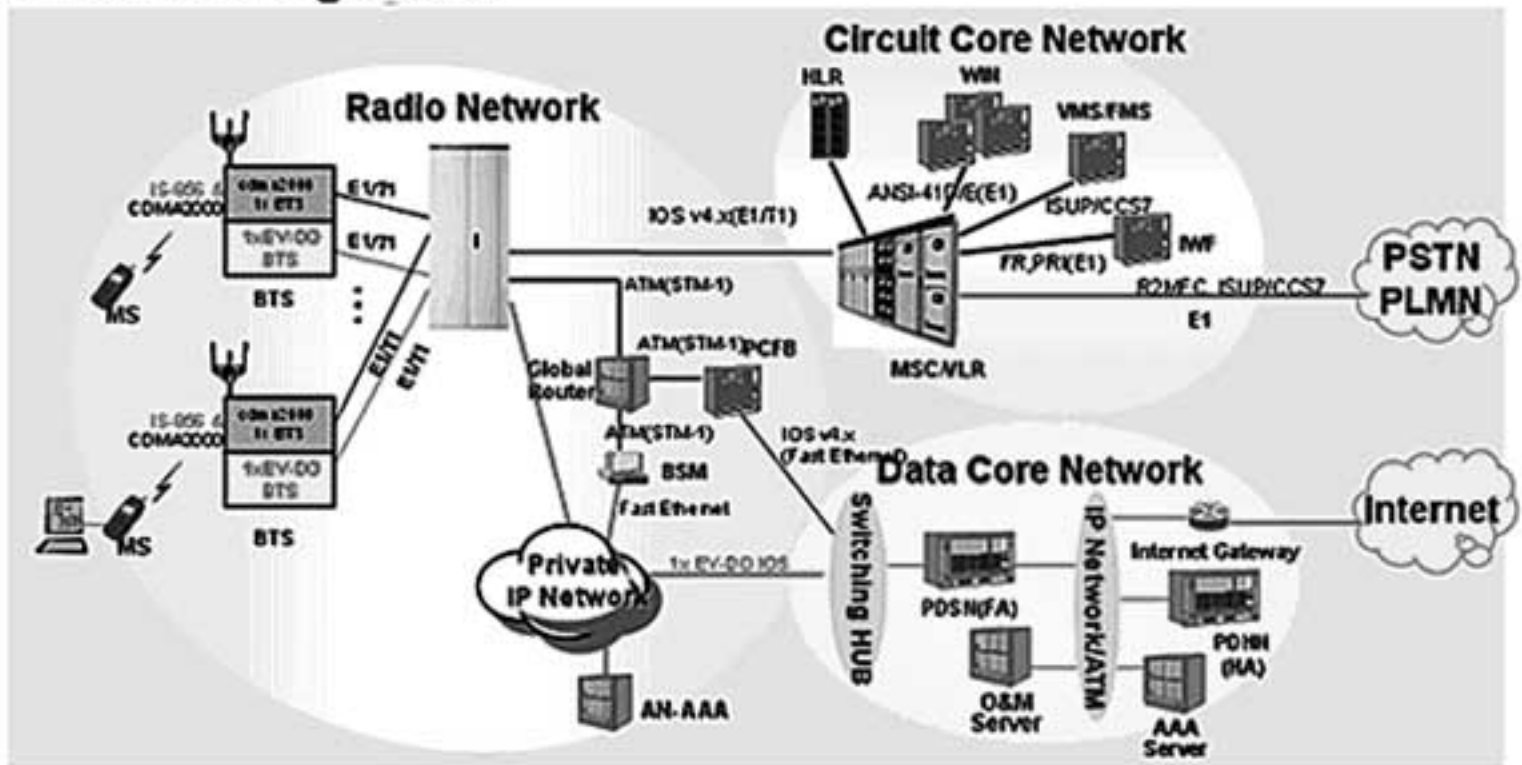 Circuit Core Network
HLR
WIN
VMS/FMS
Radio Network
E1/T1
CDMA2000
ANSI-41D/E(E1)
ISUP/CCS7
IOS v4.x(E1/T1)
E1/T1
1xEV-DO
BTS
IWF
FR,PRI(E1)
PSTN
PLMN
BTS
MS
ATM(STM-1)
R2MFC, ISUP/CCS7
E1
ATM(STM-1)
PCFB
MSC/VLR
E1/T1
E1/T1
Global
Router
CDMA2000
ATM(STM-1)
IOS v4.x
(Fast Ethernet)
BSM
1xEV-DO
BTS
Data Core Network
Fast Ethernet
Internet
MS
BTS
Switching HUB
IP Network/ATM
Internet Gateway
Private
IP Network
1x EV-DO IOS
PDSN(FA)
(HA)
AN-AAA
O&M
Server
AAA
Server